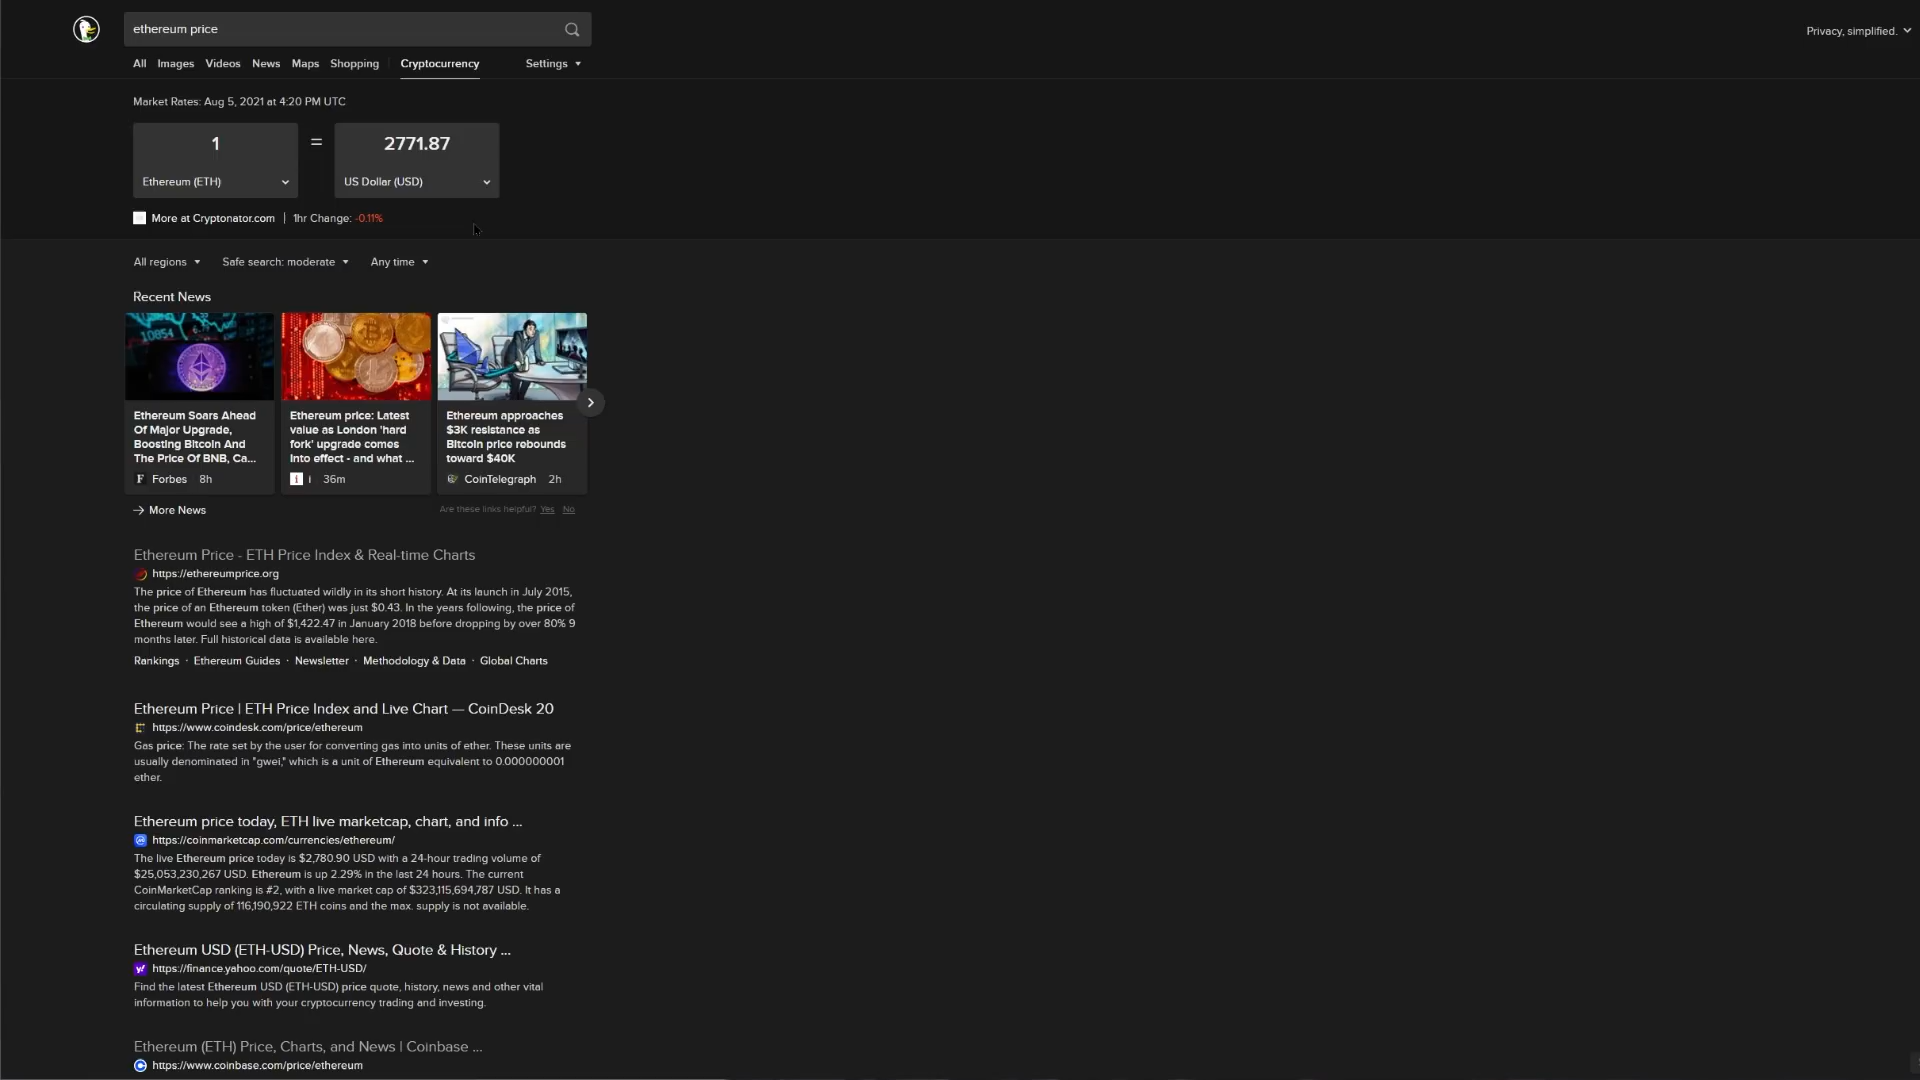 ethereum price
Privacy, simplified.
All Images Videos News Maps Shopping Cryptocurrency Settings
Market Rates: Aug 5, 2021 at 4:20 PM UTC
1 = 2771.87
Ethereum (ETH) US Dollar (USD)
More at Cryptonator.com | 1hr Change: -0.11%
All regions Safe search: moderate Any time
Recent News
10854
Ethereum Soars Ahead
Of Major Upgrade,
Boosting Bitcoin And
The Price Of BNB, Ca...
F Forbes 8h
Ethereum price: Latest
value as London 'hard
fork' upgrade comes
into effect - and what ...
i i 36m
Ethereum approaches
$3K resistance as
Bitcoin price rebounds
toward $40K
CoinTelegraph 2h
→ More News
Are these links helpful? Yes No
Ethereum Price - ETH Price Index & Real-time Charts
https://ethereumprice.org
The price of Ethereum has fluctuated wildly in its short history. At its launch in July 2015,
the price of an Ethereum token (Ether) was just $0.43. In the years following, the price of
Ethereum would see a high of $1,422.47 in January 2018 before dropping by over 80% 9
months later. Full historical data is available here.
Rankings · Ethereum Guides · Newsletter · Methodology & Data · Global Charts
Ethereum Price | ETH Price Index and Live Chart — CoinDesk 20
https://www.coindesk.com/price/ethereum
Gas price: The rate set by the user for converting gas into units of ether. These units are
usually denominated in "gwei," which is a unit of Ethereum equivalent to 0.000000001
ether.
Ethereum price today, ETH live marketcap, chart, and info ...
https://coinmarketcap.com/currencies/ethereum/
The live Ethereum price today is $2,780.90 USD with a 24-hour trading volume of
$25,053,230,267 USD. Ethereum is up 2.29% in the last 24 hours. The current
CoinMarketCap ranking is #2, with a live market cap of $323,115,694,787 USD. It has a
circulating supply of 116,190,922 ETH coins and the max. supply is not available.
Ethereum USD (ETH-USD) Price, News, Quote & History ...
y! https://finance.yahoo.com/quote/ETH-USD/
Find the latest Ethereum USD (ETH-USD) price quote, history, news and other vital
information to help you with your cryptocurrency trading and investing.
Ethereum (ETH) Price, Charts, and News | Coinbase ...
https://www.coinbase.com/price/ethereum